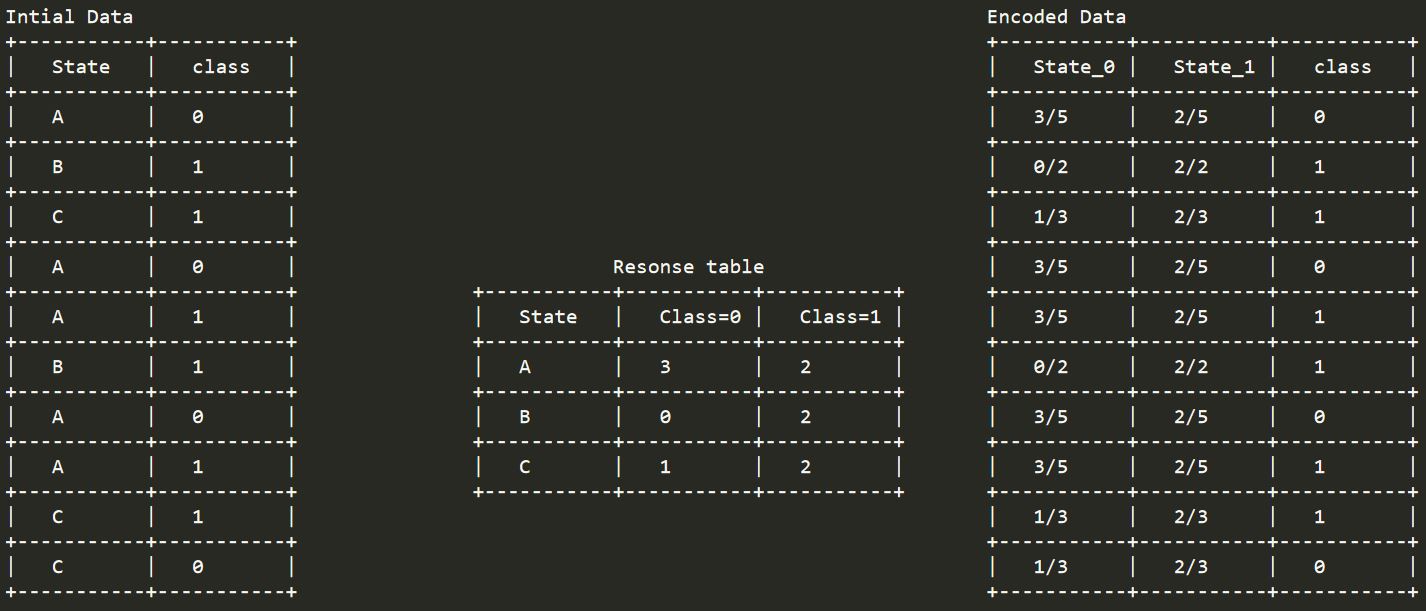 Intial Data
+-----------+-----------+
| State | class |
+-----------+-----------+
| A | 0 |
+-----------+-----------+
| B | 1 |
+-----------+-----------+
| C | 1 |
+-----------+-----------+
| A | 0 |
+-----------+-----------+
| A | 1 |
+-----------+-----------+
| B | 1 |
+-----------+-----------+
| A | 0 |
+-----------+-----------+
| A | 1 |
+-----------+-----------+
| C | 1 |
+-----------+-----------+
| C | 0 |
+-----------+-----------+
Resonse table
+-----------+-----------+-----------+
| State | Class=0 | Class=1 |
+-----------+-----------+-----------+
| A | 3 | 2 |
+-----------+-----------+-----------+
| B | 0 | 2 |
+-----------+-----------+-----------+
| C | 1 | 2 |
+-----------+-----------+-----------+
Encoded Data
+-----------+-----------+-----------+
| State_0 | State_1 | class |
+-----------+-----------+-----------+
| 3/5 | 2/5 | 0 |
+-----------+-----------+-----------+
| 0/2 | 2/2 | 1 |
+-----------+-----------+-----------+
| 1/3 | 2/3 | 1 |
+-----------+-----------+-----------+
| 3/5 | 2/5 | 0 |
+-----------+-----------+-----------+
| 3/5 | 2/5 | 1 |
+-----------+-----------+-----------+
| 0/2 | 2/2 | 1 |
+-----------+-----------+-----------+
| 3/5 | 2/5 | 0 |
+-----------+-----------+-----------+
| 3/5 | 2/5 | 1 |
+-----------+-----------+-----------+
| 1/3 | 2/3 | 1 |
+-----------+-----------+-----------+
| 1/3 | 2/3 | 0 |
+-----------+-----------+-----------+